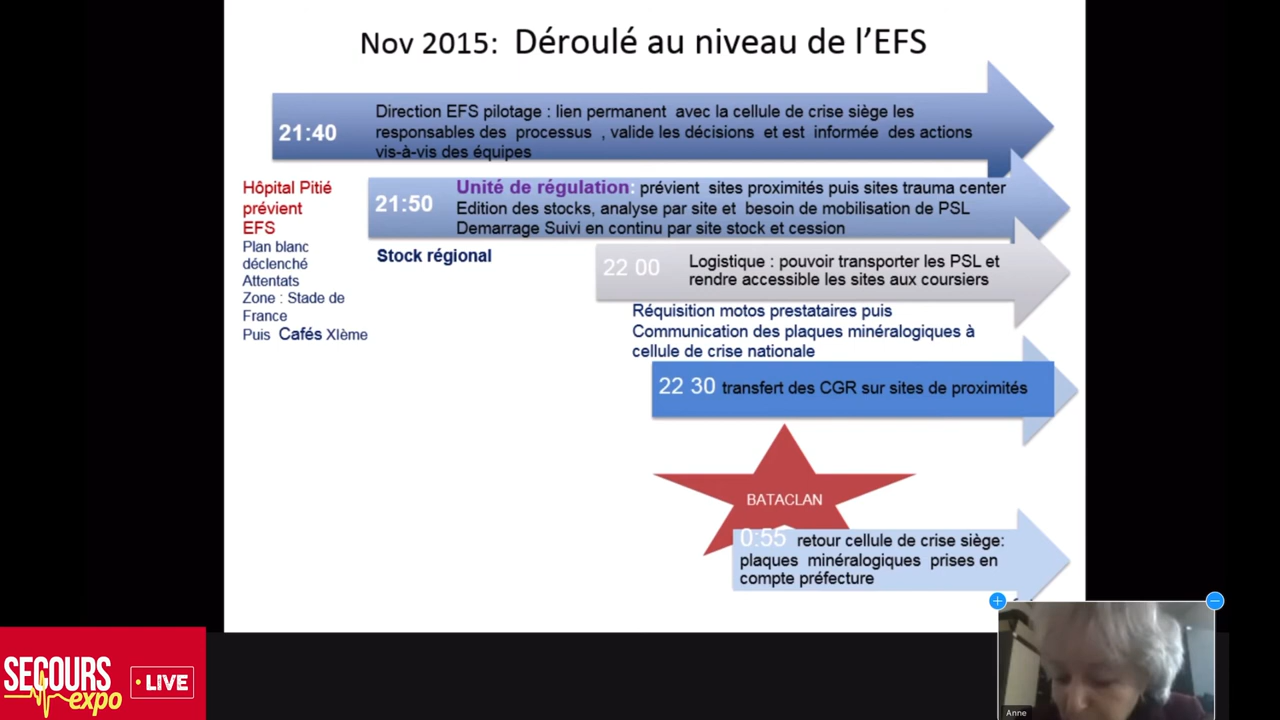 Nov 2015: Déroulé au niveau de l’EFS
21:40
Direction EFS pilotage : lien permanent avec la cellule de crise siège les
responsables des processus , valide les décisions et est informée des actions
vis-à-vis des équipes
Hôpital Pitié
prévient
EFS
Plan blanc
déclenché
Attentats
Zone : Stade de
France
Puis Cafés XIème
21:50
Unité de régulation: prévient sites proximités puis sites trauma center
Edition des stocks, analyse par site et besoin de mobilisation de PSL
Demarrage Suivi en continu par site stock et cession
Stock régional
22 00
Logistique : pouvoir transporter les PSL et
rendre accessible les sites aux coursiers
Réquisition motos prestataires puis
Communication des plaques minéralogiques à
cellule de crise nationale
22 30 transfert des CGR sur sites de proximités
BATACLAN
0:55 retour cellule de crise siège:
plaques minéralogiques prises en
compte préfecture
SECOURS
expo
LIVE
Anne